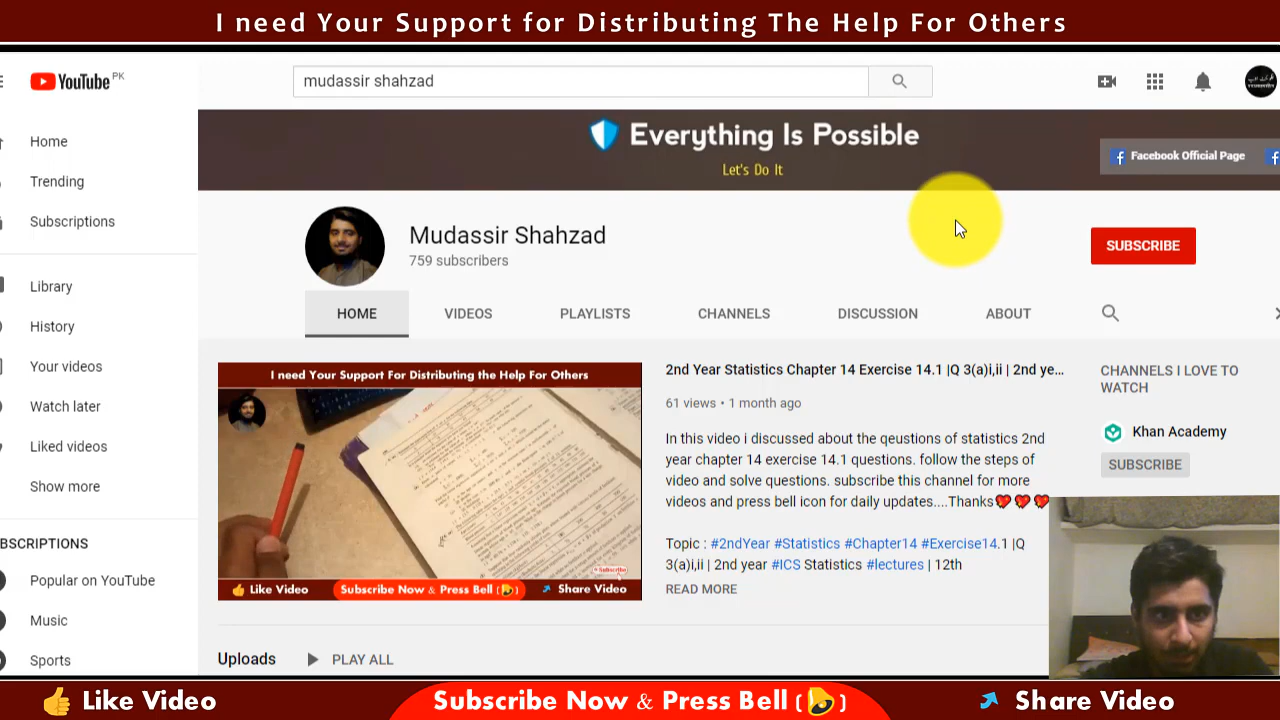 I need Your Support for Distributing The Help For Others
YouTube PK
mudassir shahzad
Home
Trending
Subscriptions
Library
History
Your videos
Watch later
Liked videos
Show more
BSCRIPTIONS
Popular on YouTube
Music
Sports
Everything Is Possible
Let's Do It
Facebook Official Page
Mudassir Shahzad
759 subscribers
SUBSCRIBE
HOME
VIDEOS
PLAYLISTS
CHANNELS
DISCUSSION
ABOUT
I need Your Support For Distributing the Help For Others
Subscribe
Like Video
Subscribe Now & Press Bell ( )
Share Video
2nd Year Statistics Chapter 14 Exercise 14.1 |Q 3(a)i,ii | 2nd ye...
61 views • 1 month ago
In this video i discussed about the qeustions of statistics 2nd
year chapter 14 exercise 14.1 questions. follow the steps of
video and solve questions. subscribe this channel for more
videos and press bell icon for daily updates....Thanks
Topic : #2ndYear #Statistics #Chapter14 #Exercise14.1 |Q
3(a)i,ii | 2nd year #ICS Statistics #lectures | 12th
READ MORE
CHANNELS I LOVE TO
WATCH
Khan Academy
SUBSCRIBE
Uploads
PLAY ALL
Like Video
Subscribe Now & Press Bell ( )
Share Video